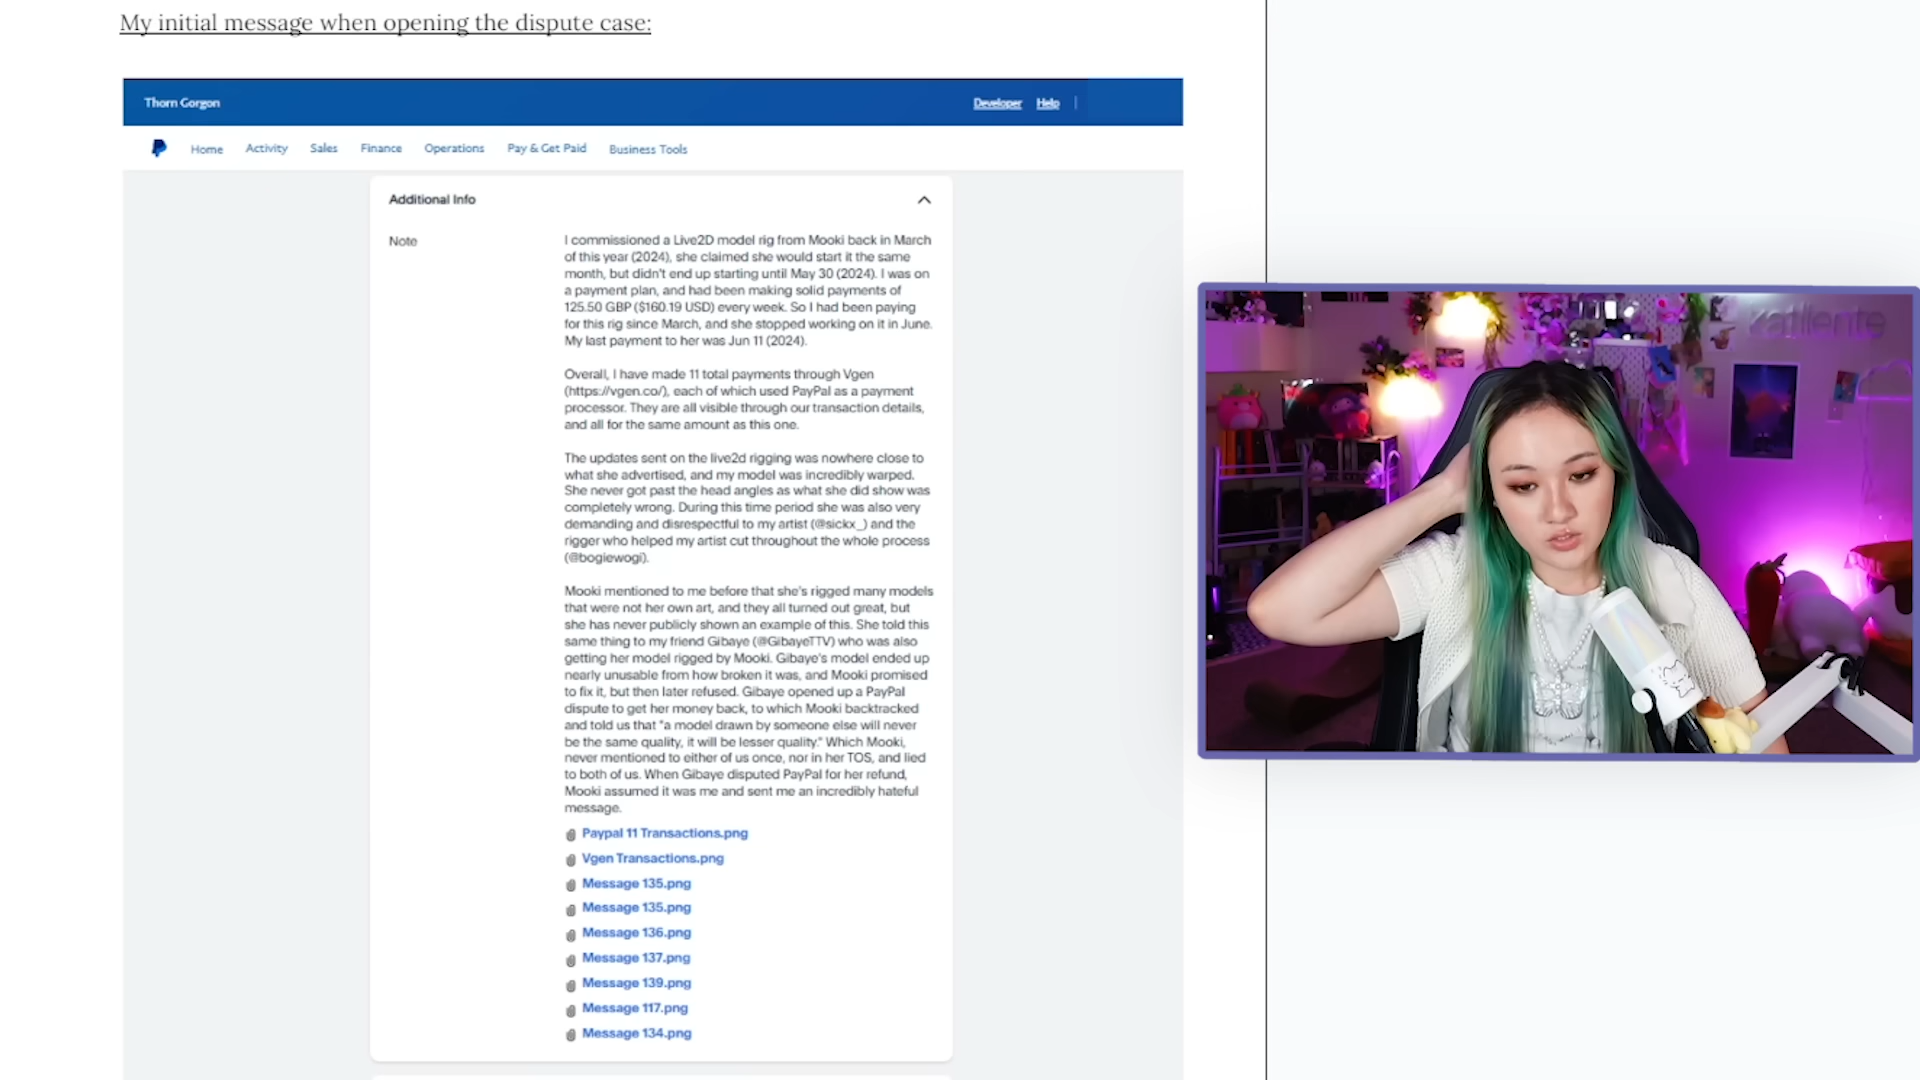 My initial message when opening the dispute case:
Thorn Gorgon
Developer Help
Home Activity Sales Finance Operations Pay & Get Paid Business Tools
Additional Info
Note
I commissioned a Live2D model rig from Mooki back in March
of this year (2024), she claimed she would start it the same
month, but didn't end up starting until May 30 (2024). I was on
a payment plan, and had been making solid payments of
125.50 GBP ($160.19 USD) every week. So I had been paying
for this rig since March, and she stopped working on it in June.
My last payment to her was Jun 11 (2024).
Overall, I have made 11 total payments through Vgen
(https://vgen.co/), each of which used PayPal as a payment
processor. They are all visible through our transaction details,
and all for the same amount as this one.
The updates sent on the live2d rigging was nowhere close to
what she advertised, and my model was incredibly warped.
She never got past the head angles as what she did show was
completely wrong. During this time period she was also very
demanding and disrespectful to my artist (@sickx_) and the
rigger who helped my artist cut throughout the whole process
(@bogiewogi).
Mooki mentioned to me before that she's rigged many models
that were not her own art, and they all turned out great, but
she has never publicly shown an example of this. She told this
same thing to my friend Gibaye (@GibayeTTV) who was also
getting her model rigged by Mooki. Gibaye's model ended up
nearly unusable from how broken it was, and Mooki promised
to fix it, but then later refused. Gibaye opened up a PayPal
dispute to get her money back, to which Mooki backtracked
and told us that "a model drawn by someone else will never
be the same quality, it will be lesser quality." Which Mooki,
never mentioned to either of us once, nor in her TOS, and lied
to both of us. When Gibaye disputed PayPal for her refund,
Mooki assumed it was me and sent me an incredibly hateful
message.
Paypal 11 Transactions.png
Vgen Transactions.png
Message 135.png
Message 135.png
Message 136.png
Message 137.png
Message 139.png
Message 117.png
Message 134.png
katliente